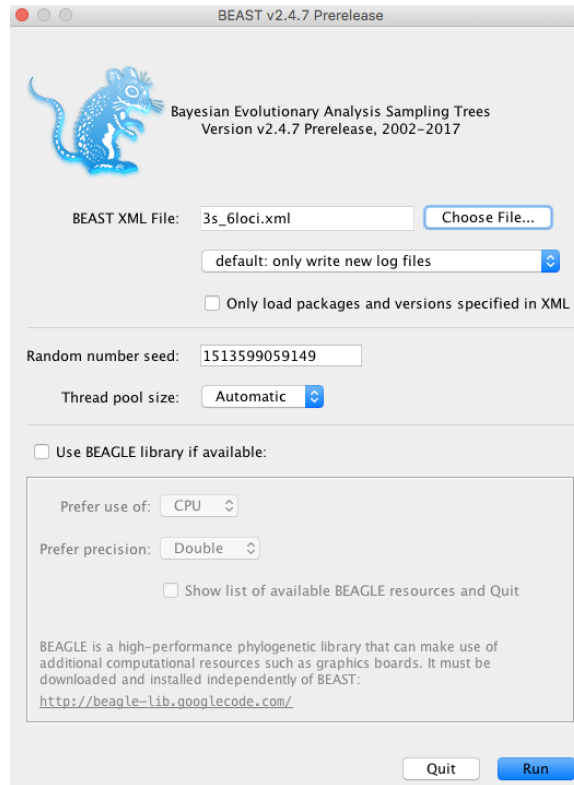 BEAST v2.4.7 Prerelease
Bayesian Evolutionary Analysis Sampling Trees
Version v2.4.7 Prerelease, 2002–2017
BEAST XML File: 3s_6loci.xml Choose File...
default: only write new log files
Only load packages and versions specified in XML
Random number seed: 1513599059149
Thread pool size: Automatic
Use BEAGLE library if available:
Prefer use of: CPU
Prefer precision: Double
Show list of available BEAGLE resources and Quit
BEAGLE is a high-performance phylogenetic library that can make use of
additional computational resources such as graphics boards. It must be
downloaded and installed independently of BEAST:
http://beagle-lib.googlecode.com/
Quit Run